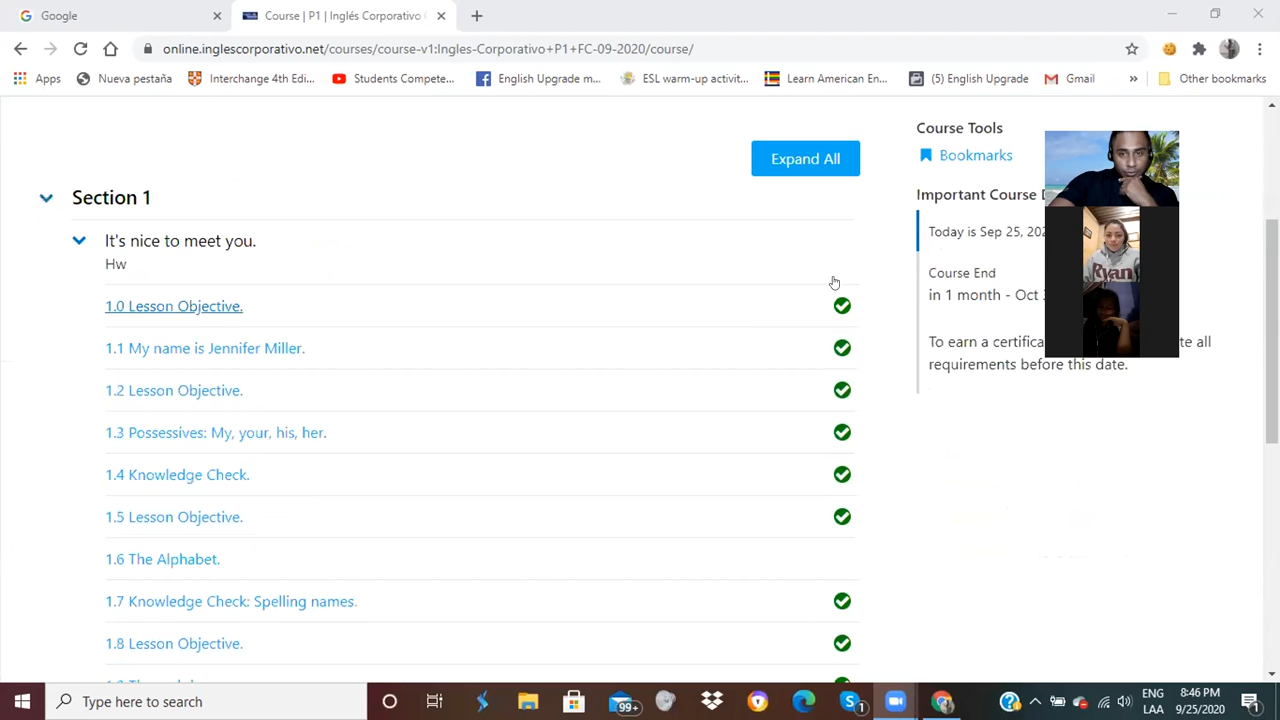 Google
Course | P1 | Inglés Corporativo
online.inglescorporativo.net/courses/course-v1:Ingles-Corporativo+P1+FC-09-2020/course/
Apps
Nueva pestaña
Interchange 4th Edi...
Students Compete...
English Upgrade m...
ESL warm-up activit...
Learn American En...
(5) English Upgrade
Gmail
»
Other bookmarks
Expand All
Section 1
It's nice to meet you.
Hw
1.0 Lesson Objective.
1.1 My name is Jennifer Miller.
1.2 Lesson Objective.
1.3 Possessives: My, your, his, her.
1.4 Knowledge Check.
1.5 Lesson Objective.
1.6 The Alphabet.
1.7 Knowledge Check: Spelling names.
1.8 Lesson Objective.
Course Tools
Bookmarks
Important Course
Today is Sep 25,
Course End
in 1 month - Oct
To earn a all
requirements before this date.
Ryan
Type here to search
99+
1
ENG
LAA
8:46 PM
9/25/2020
1